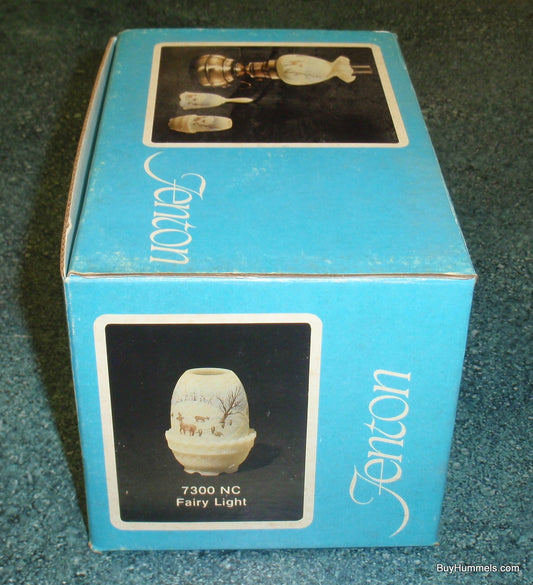 Fenton
7300 NC
Fairy Light
Fenton
BuyHummels.com